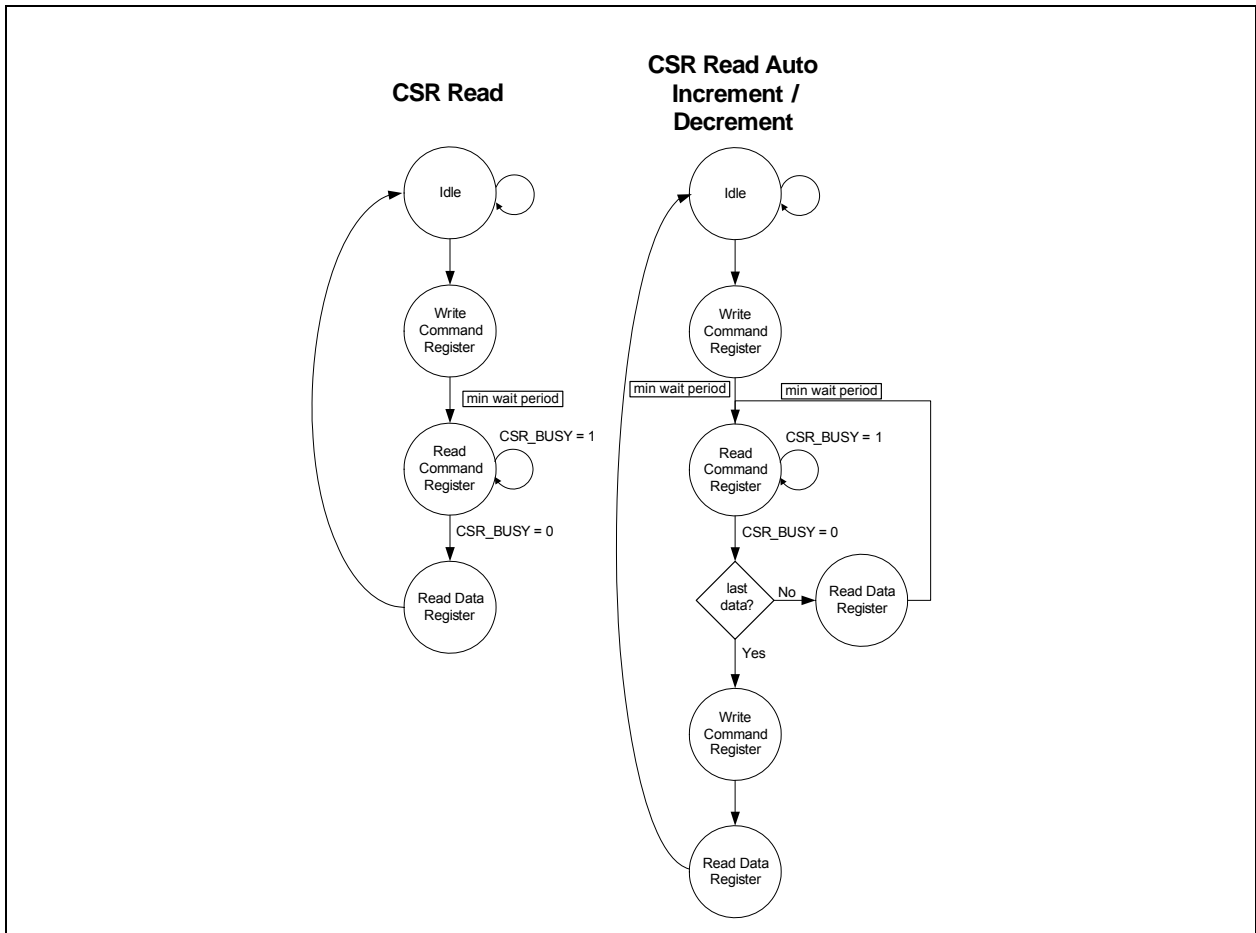 CSR Read
Idle
Write
Command
Register
min wait period
Read
Command
Register
CSR_BUSY = 1
CSR_BUSY = 0
Read Data
Register
CSR Read Auto
Increment /
Decrement
Idle
Write
Command
Register
min wait period
min wait period
Read
Command
Register
CSR_BUSY = 1
CSR_BUSY = 0
last
data?
No
Read Data
Register
Yes
Write
Command
Register
Read Data
Register